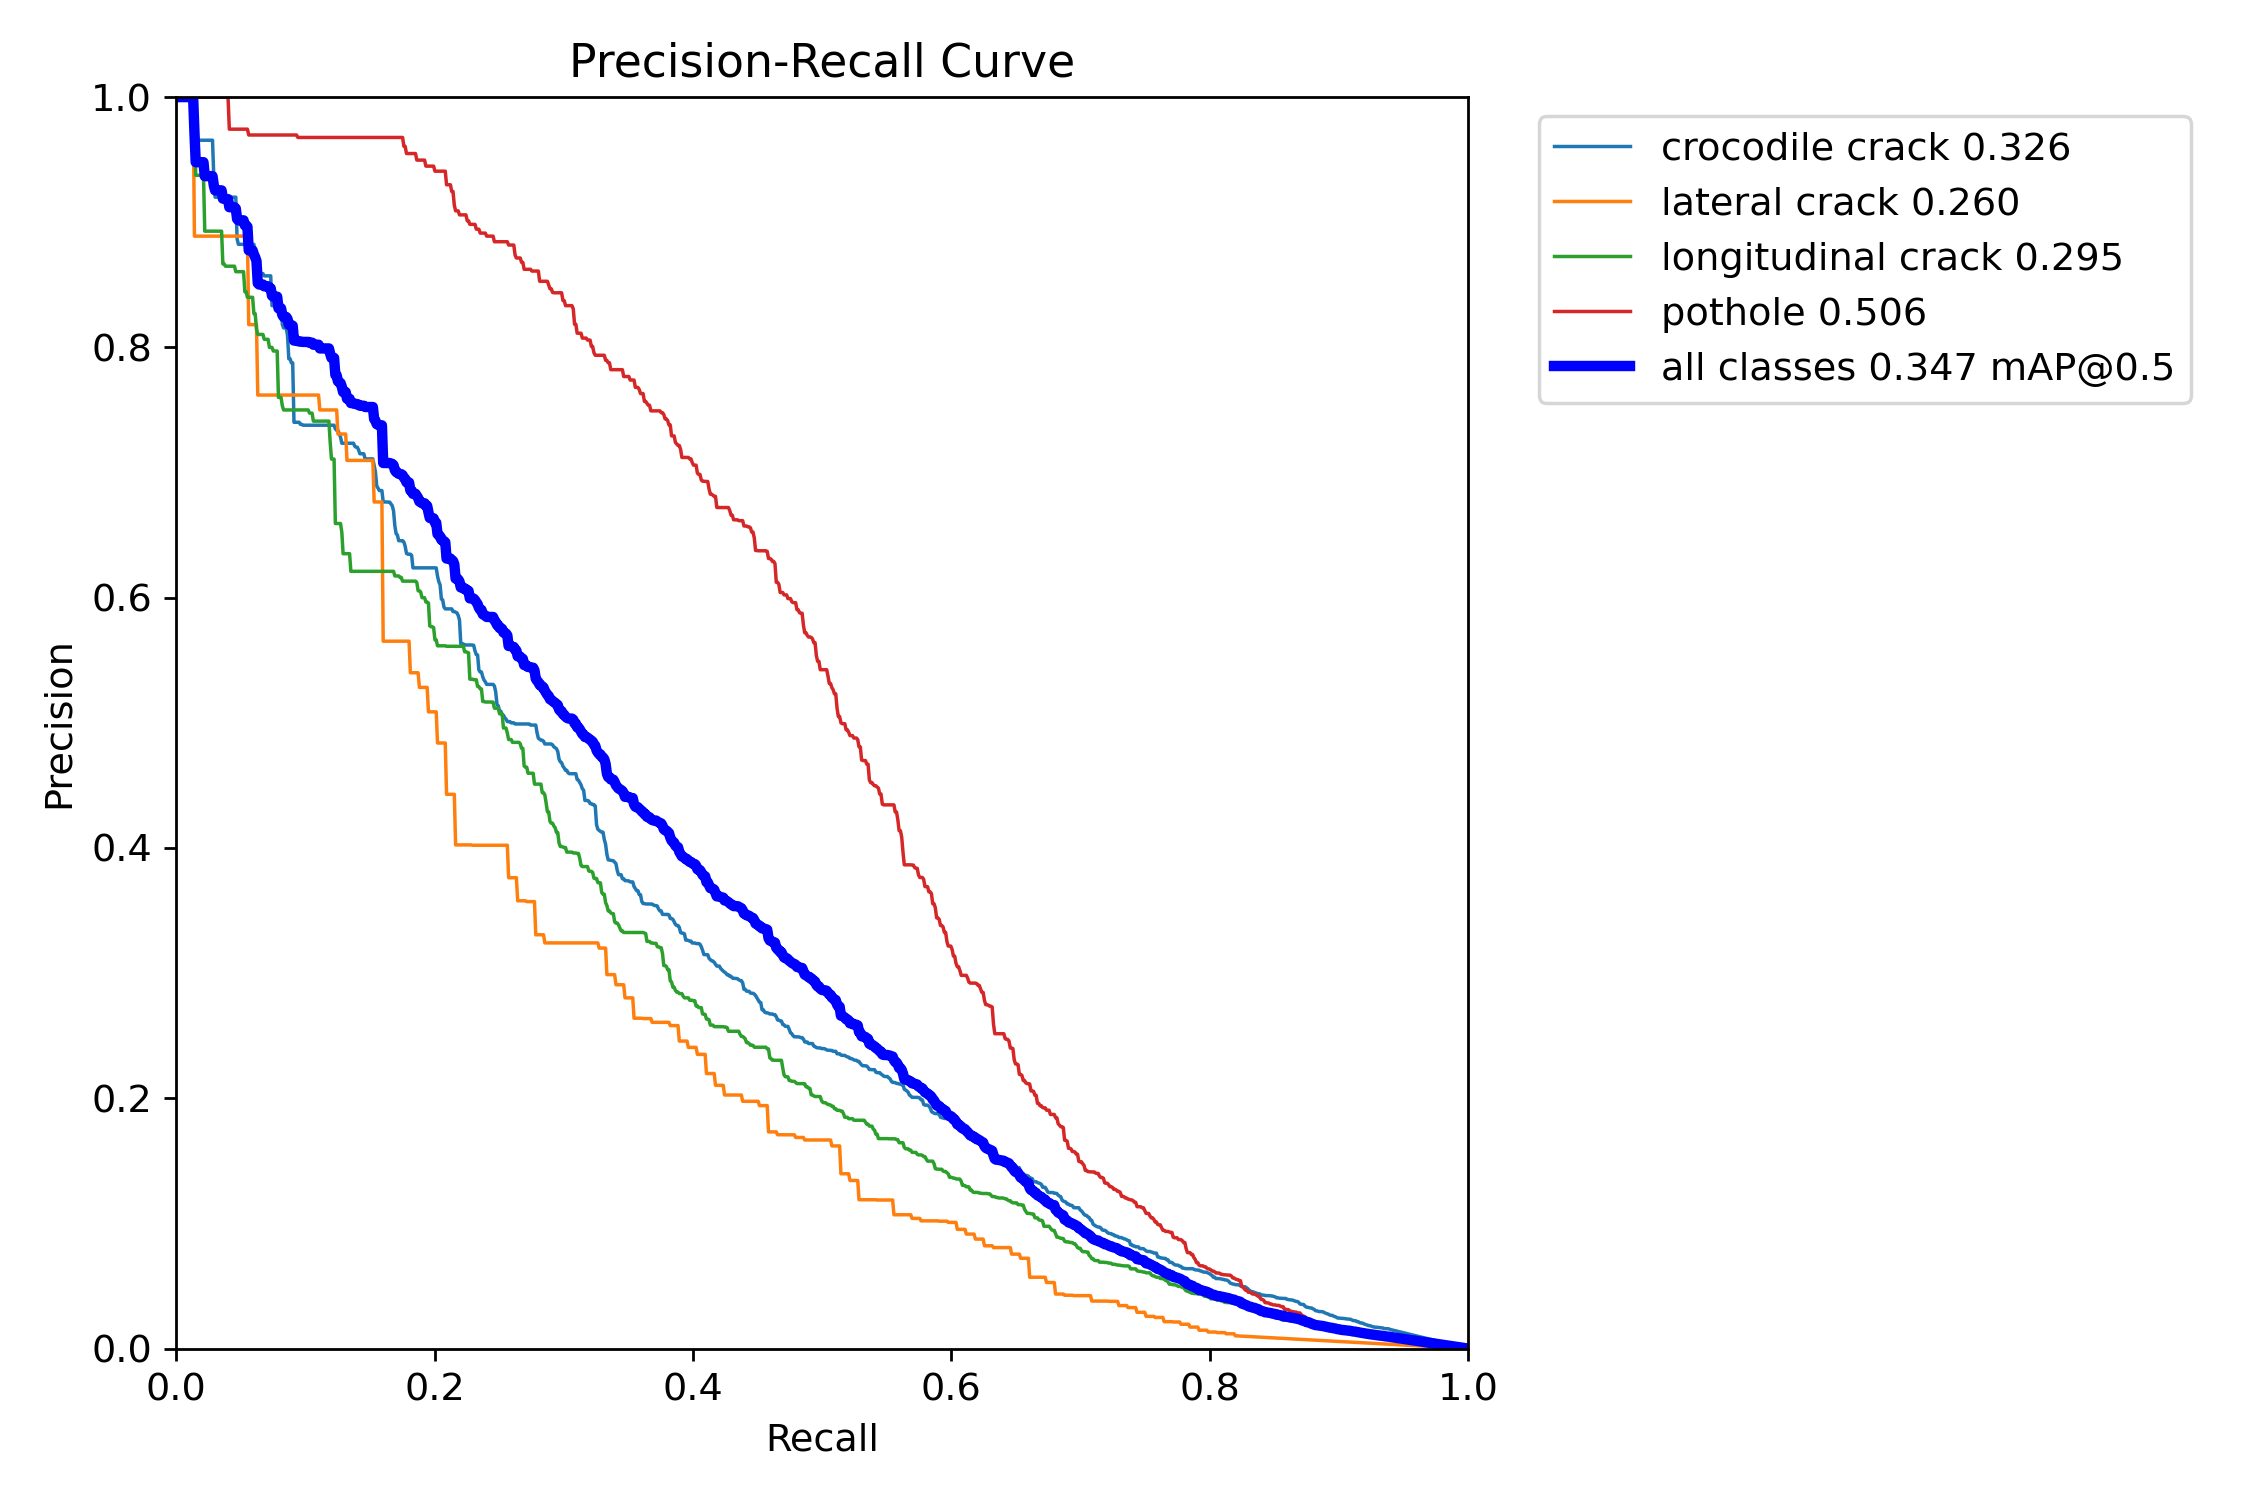 Precision-Recall Curve
1.0
0.8
0.6
0.4
0.2
0.0
Precision
0.0 0.2 0.4 0.6 0.8 1.0
Recall
crocodile crack 0.326
lateral crack 0.260
longitudinal crack 0.295
pothole 0.506
all classes 0.347 mAP@0.5